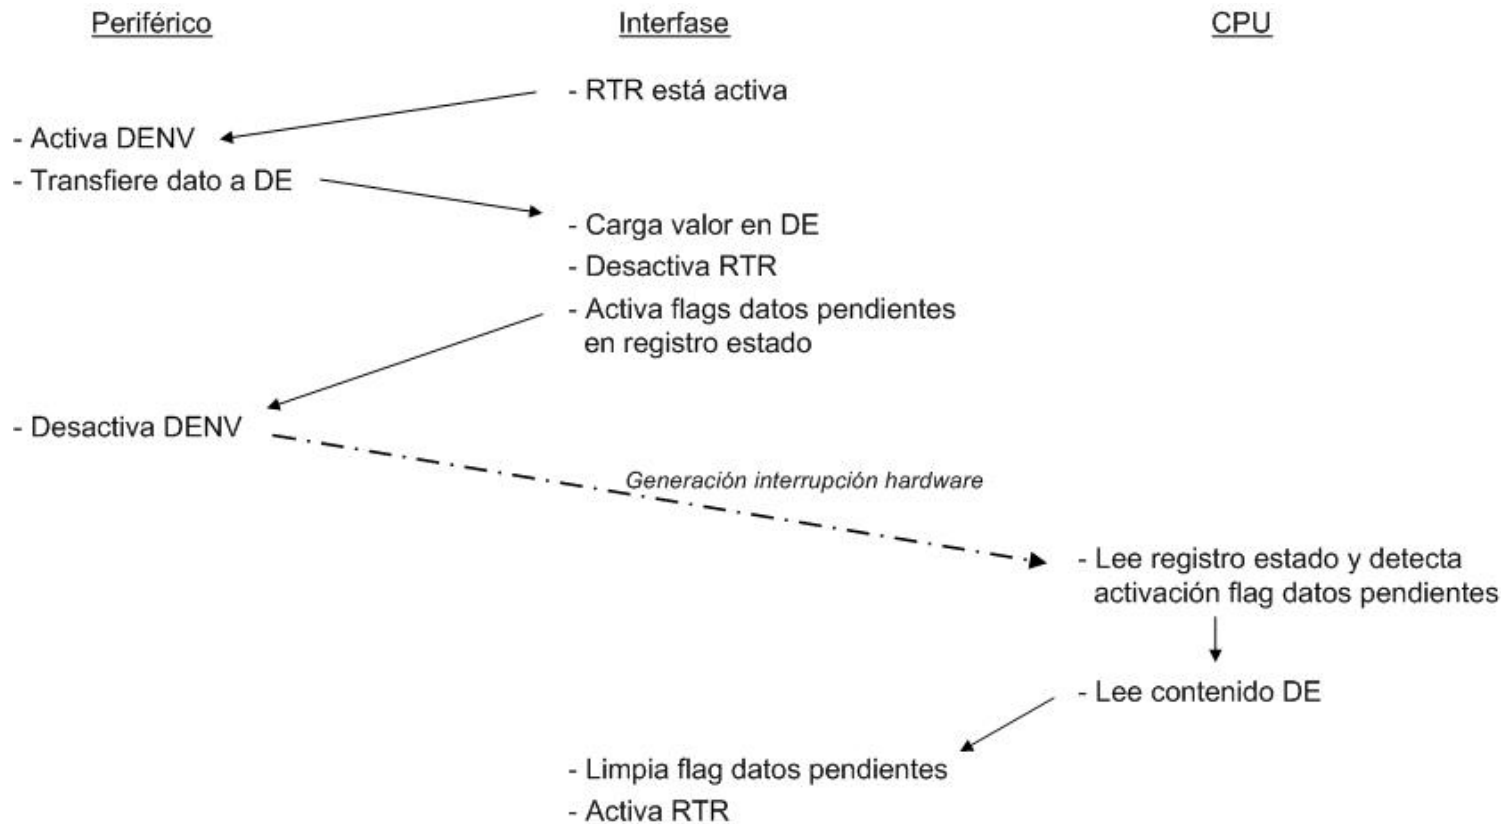 Periférico
Interfase
CPU
- RTR está activa
- Activa DENV
- Transfiere dato a DE
- Carga valor en DE
- Desactiva RTR
- Activa flags datos pendientes
en registro estado
- Desactiva DENV
Generación interrupción hardware
- Lee registro estado y detecta
activación flag datos pendientes
- Lee contenido DE
- Limpia flag datos pendientes
- Activa RTR